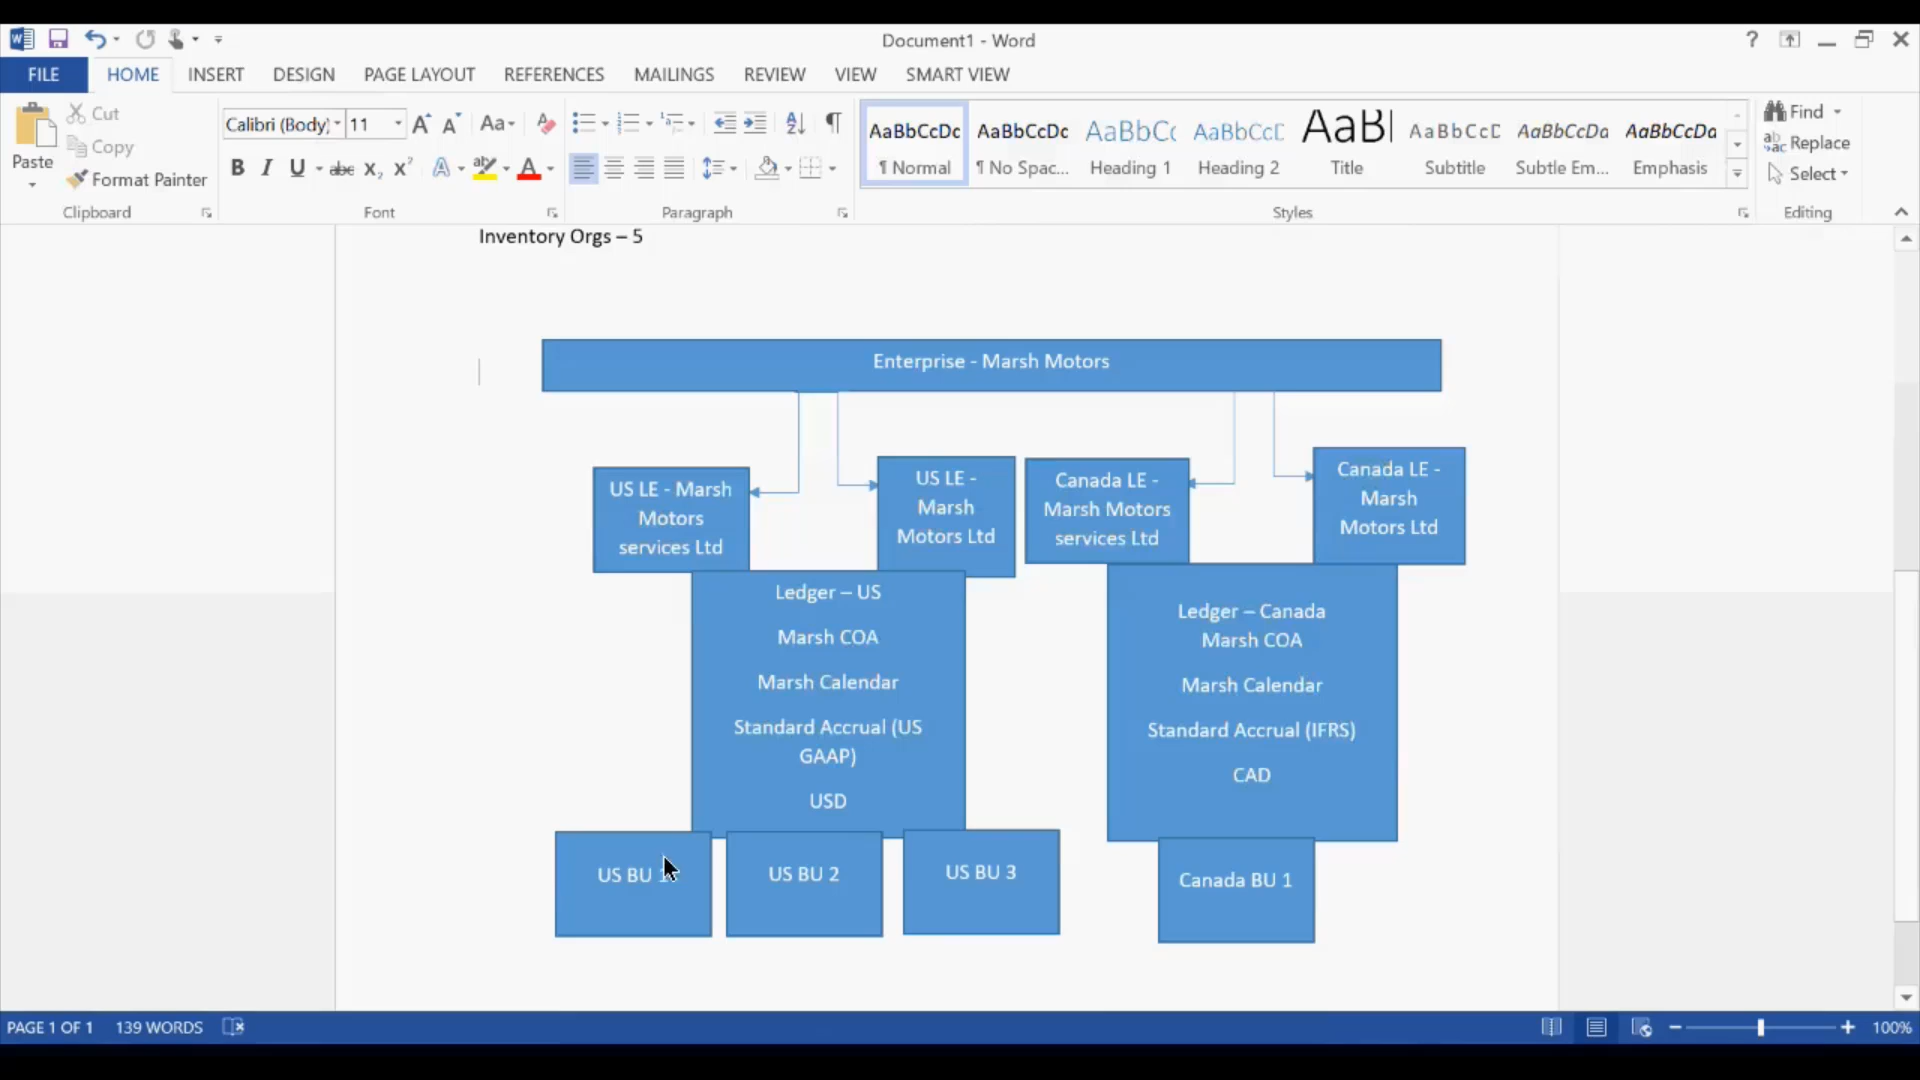 Document1 - Word
?
FILE
HOME
INSERT
DESIGN
PAGE LAYOUT
REFERENCES
MAILINGS
REVIEW
VIEW
SMART VIEW
Paste
Cut
Copy
Format Painter
Clipboard
Calibri (Body)
11
Font
Paragraph
AaBbCcDc
¶ Normal
AaBbCcDc
¶ No Spac...
AaBbCc
Heading 1
AaBbCcD
Heading 2
AaBl
Title
AaBbCcD
Subtitle
AaBbCcDa
Subtle Em...
AaBbCcDa
Emphasis
Styles
Find
Replace
Select
Editing
Inventory Orgs – 5
Enterprise - Marsh Motors
US LE - Marsh
Motors
services Ltd
US LE -
Marsh
Motors Ltd
Canada LE -
Marsh Motors
services Ltd
Canada LE -
Marsh
Motors Ltd
Ledger – US
Marsh COA
Marsh Calendar
Standard Accrual (US
GAAP)
USD
Ledger – Canada
Marsh COA
Marsh Calendar
Standard Accrual (IFRS)
CAD
US BU 1
US BU 2
US BU 3
Canada BU 1
PAGE 1 OF 1
139 WORDS
100%